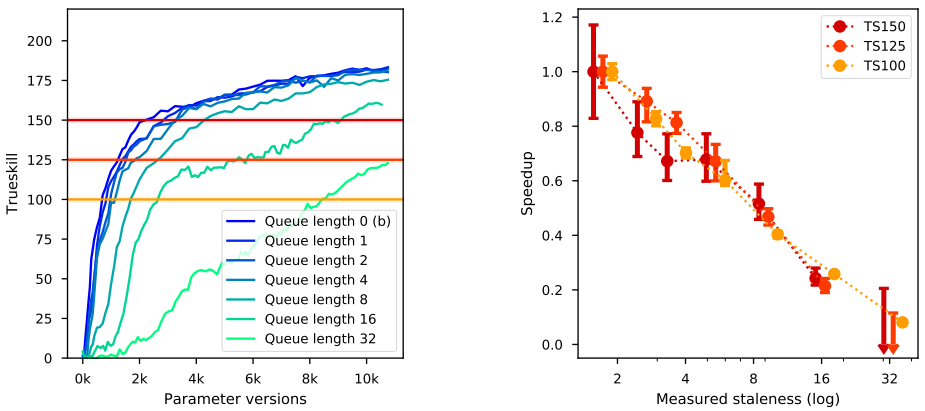 Trueskill
200
175
150
125
100
75
50
25
0
0k
2k
4k
6k
8k
10k
Parameter versions
Queue length 0 (b)
Queue length 1
Queue length 2
Queue length 4
Queue length 8
Queue length 16
Queue length 32
Speedup
1.2
1.0
0.8
0.6
0.4
0.2
0.0
2
4
8
16
32
Measured staleness (log)
TS150
TS125
TS100